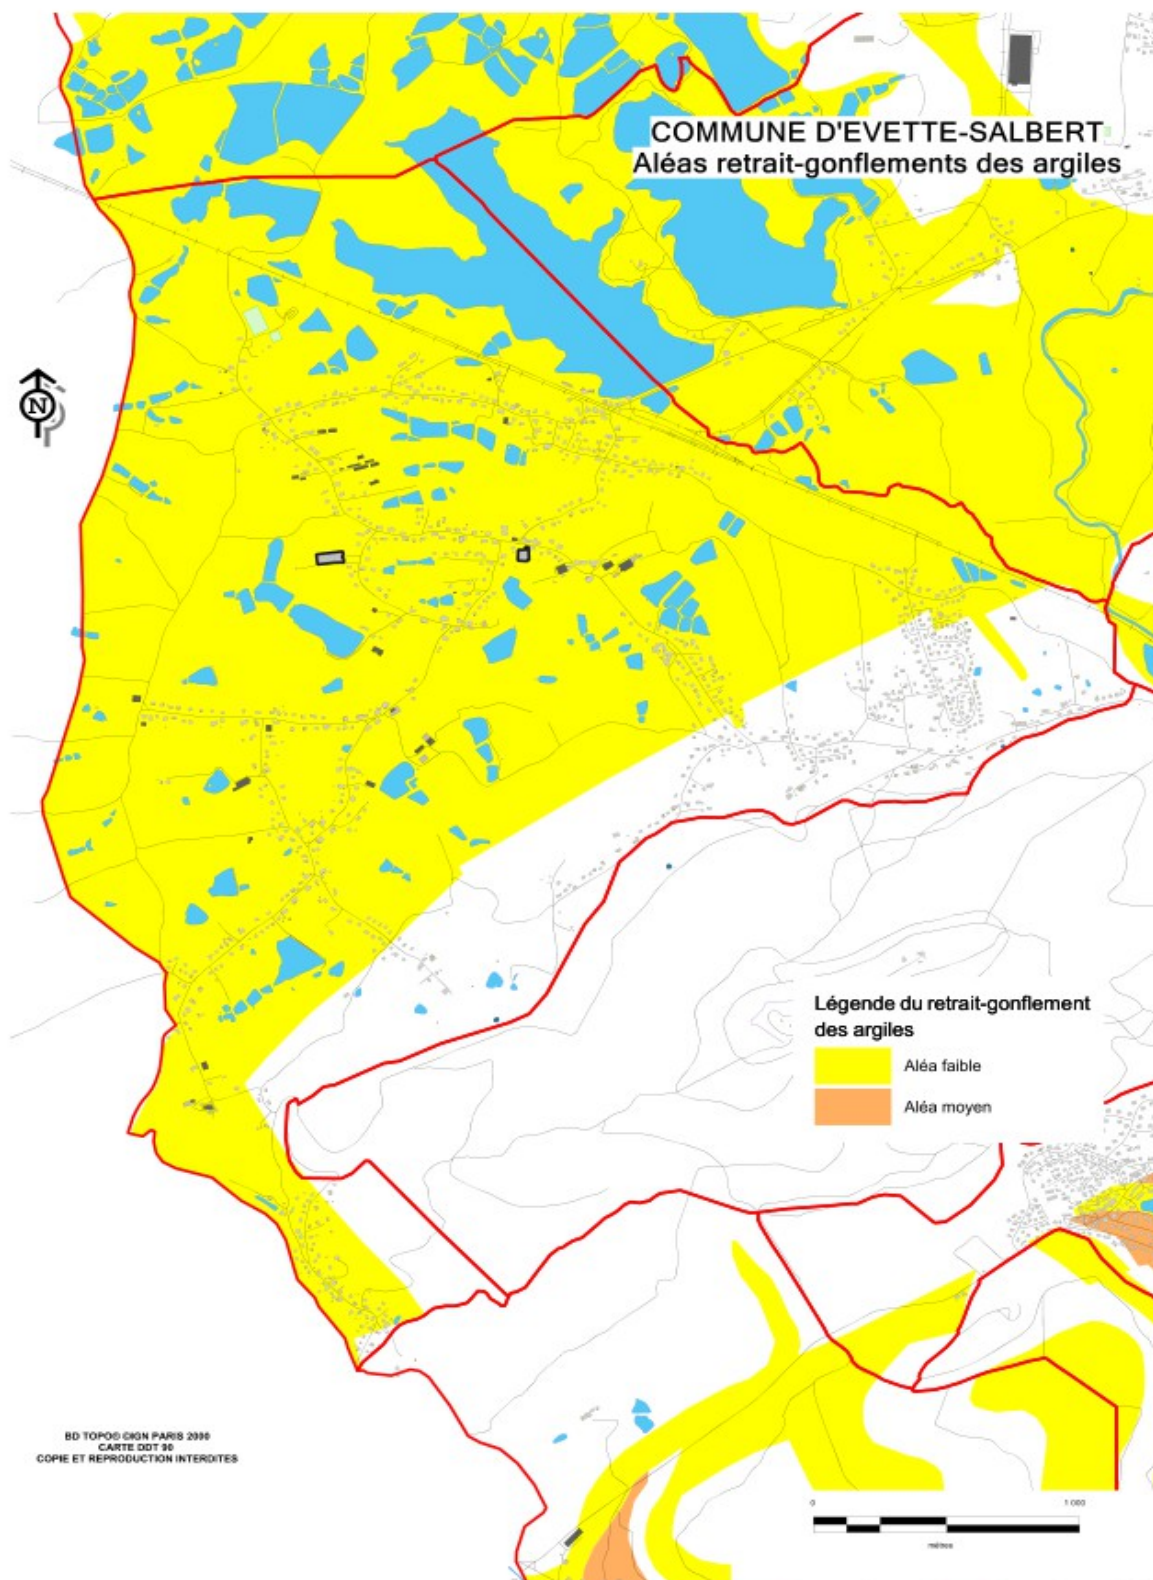 COMMUNE D'EVETTE-SALBERT
Aléas retrait-gonflements des argiles
N
Légende du retrait-gonflement
des argiles
Aléa faible
Aléa moyen
BD TOPO© ©IGN PARIS 2000
CARTE DDT 90
COPIE ET REPRODUCTION INTERDITES
0
1 000
mètres